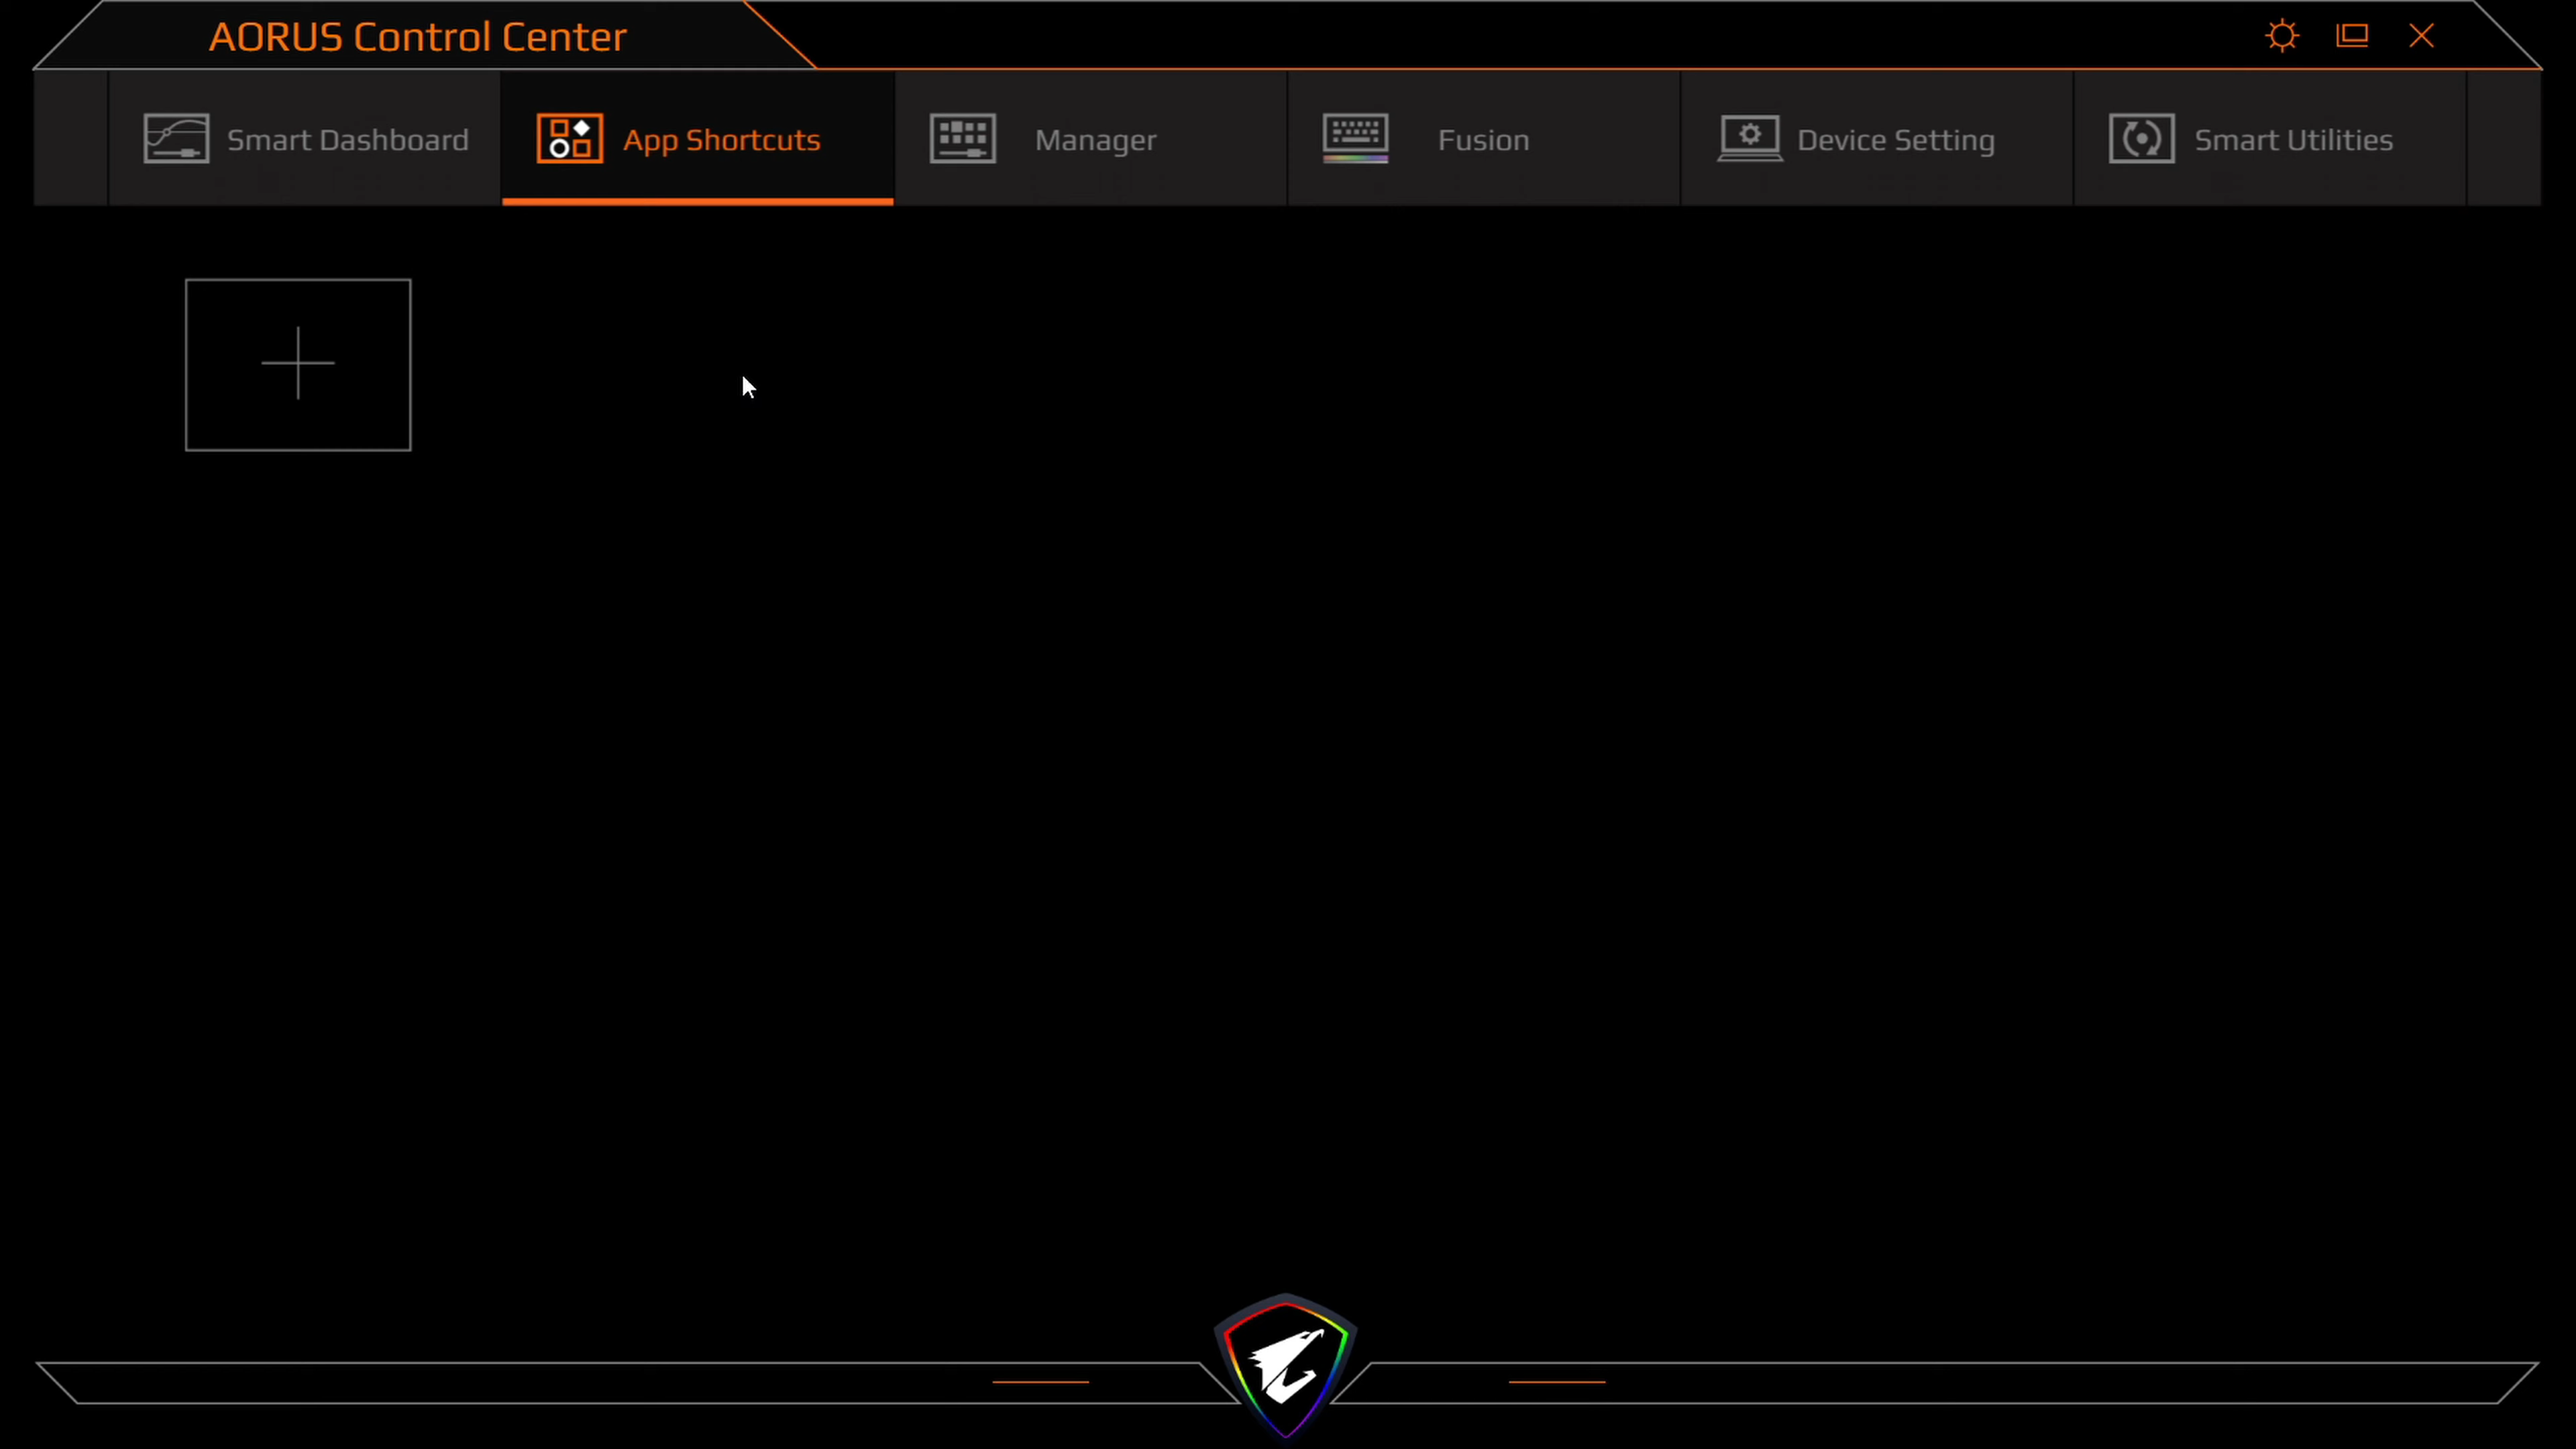 AORUS Control Center
Smart Dashboard
App Shortcuts
Manager
Fusion
Device Setting
Smart Utilities